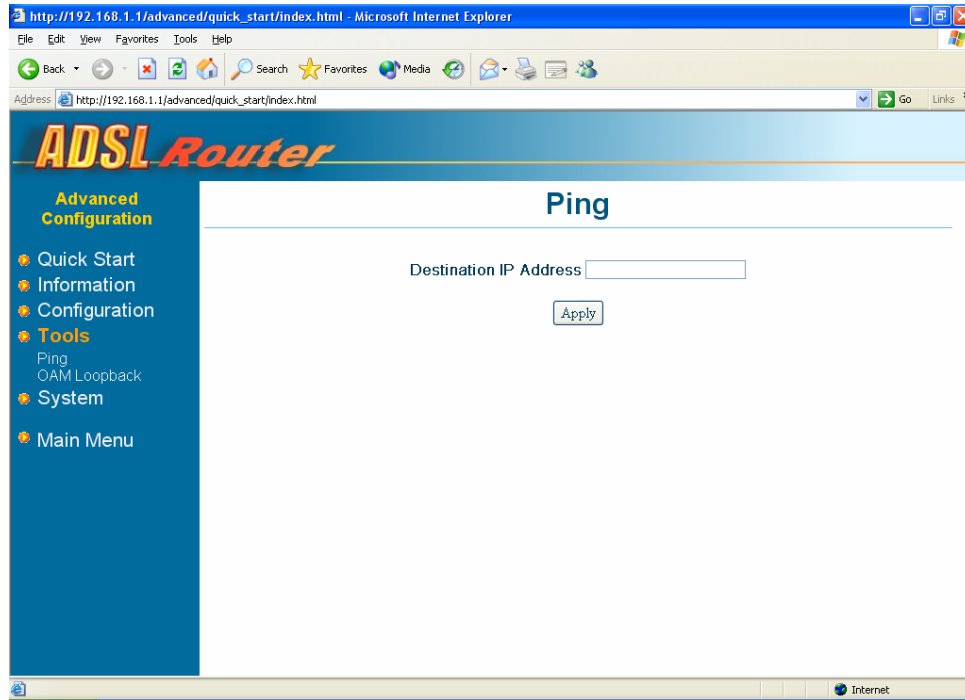 http://192.168.1.1/advanced/quick_start/index.html - Microsoft Internet Explorer
File Edit View Favorites Tools Help
Back Search Favorites Media
Address http://192.168.1.1/advanced/quick_start/index.html Go Links
ADSL Router
Advanced
Configuration
Quick Start
Information
Configuration
Tools
Ping
OAM Loopback
System
Main Menu
Ping
Destination IP Address
Apply
Internet